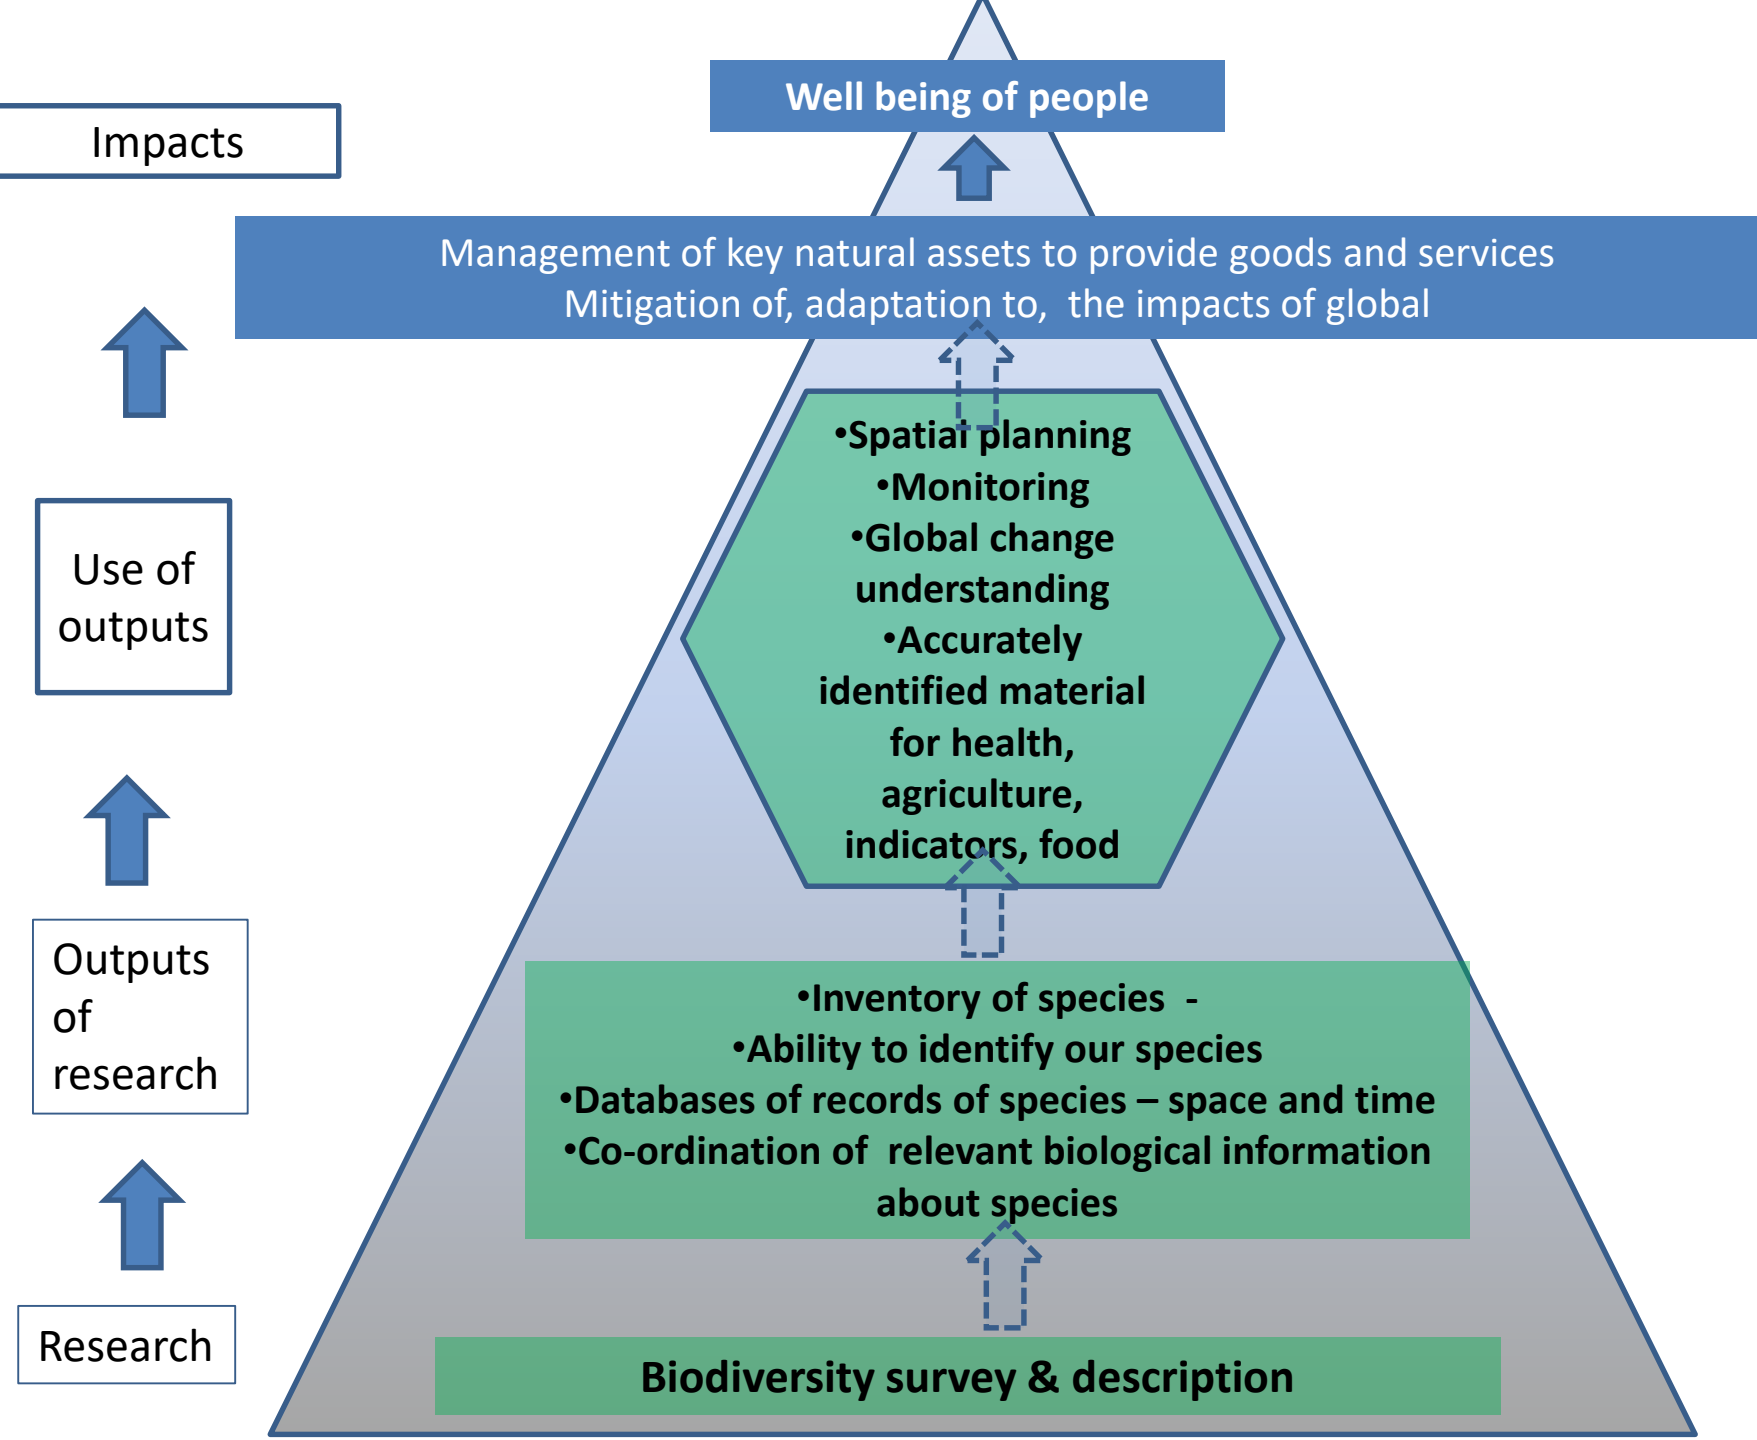 Well being of people
Impacts
Management of key natural assets to provide goods and services
Mitigation of, adaptation to,  the impacts of global
•Spatial planning
•Monitoring
•Global change
understanding
•Accurately
identified material
for health,
agriculture,
indicators, food
Use of
outputs
•Inventory of species  -
•Ability to identify our species
•Databases of records of species – space and time
•Co-ordination of  relevant biological information
about species
Outputs
of
research
Biodiversity survey & description
Research